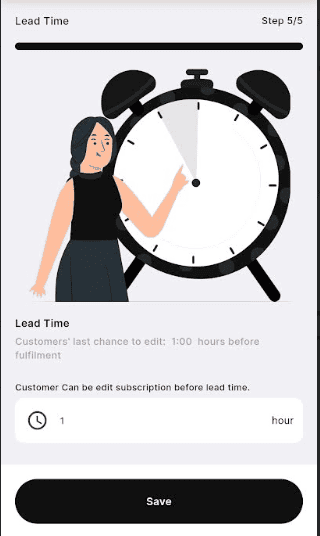 Lead Time
Step 5/5
Lead Time
Customers' last chance to edit: 1:00 hours before
fulfilment
Customer Can be edit subscription before lead time.
1
hour
Save